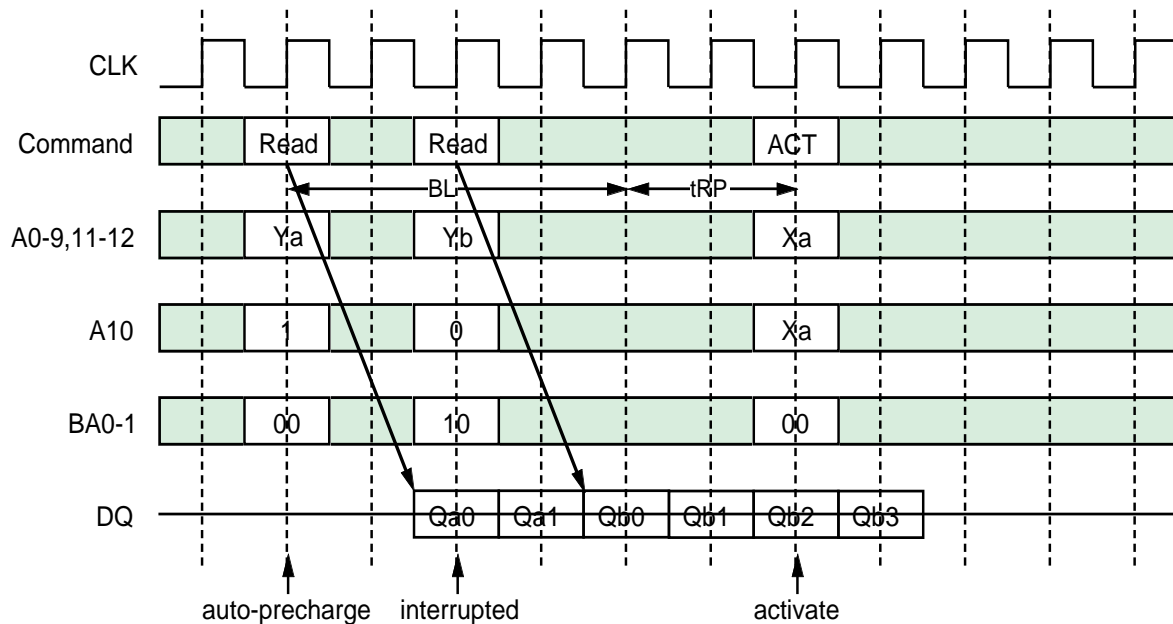 CLK
Command Read Read ACT
BL tRP
A0-9,11-12 Ya Yb Xa
A10 1 0 Xa
BA0-1 00 10 00
DQ Qa0 Qa1 Qb0 Qb1 Qb2 Qb3
auto-precharge interrupted activate